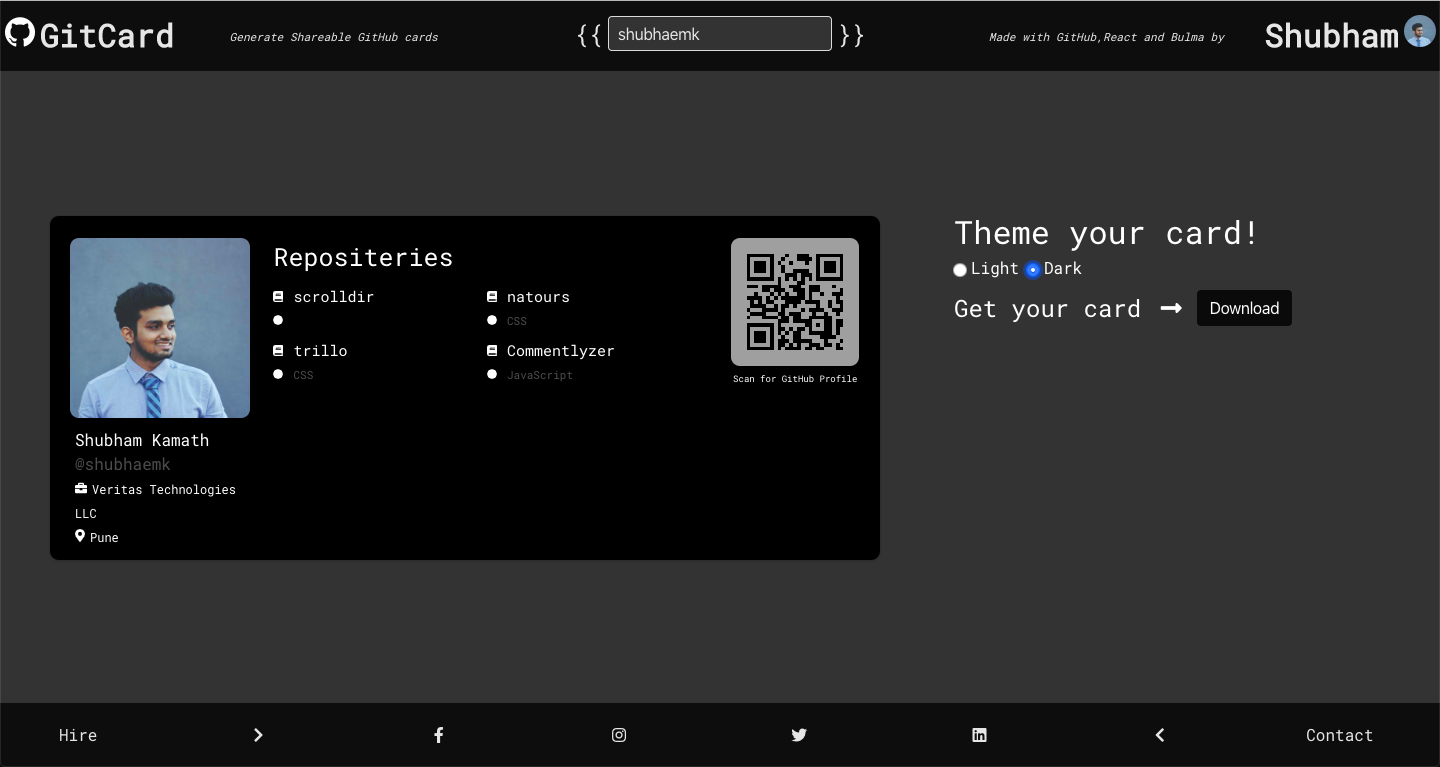 GitCard
Generate Shareable GitHub cards
{{ shubhaemk }}
Made with GitHub,React and Bulma by
Shubham
Repositeries
scrolldir
natours
CSS
trillo
Commentlyzer
CSS
JavaScript
Scan for GitHub Profile
Shubham Kamath
@shubhaemk
Veritas Technologies
LLC
Pune
Theme your card!
Light Dark
Get your card
Download
Hire
Contact